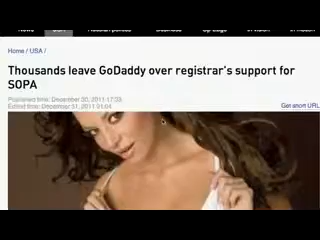 USA
Home / USA /
Thousands leave GoDaddy over registrar's support for
SOPA
Published time: December 30, 2011 17:33
Edited time: December 31, 2011 01:04
Get short URL